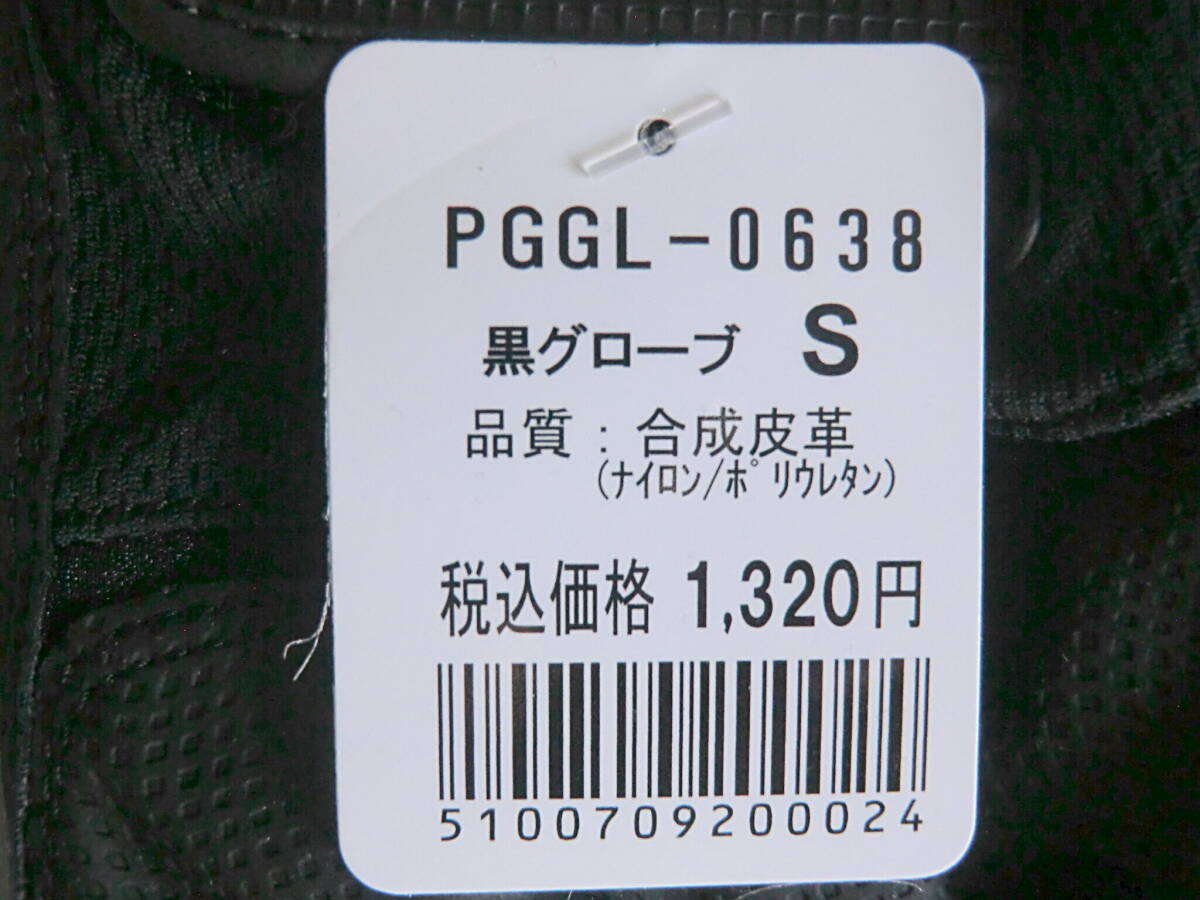 PGGL-0638
黒グローブ S
品質：合成皮革
(ﾅｲﾛﾝ/ﾎﾟﾘｳﾚﾀﾝ)
税込価格 1,320円
5100709200024